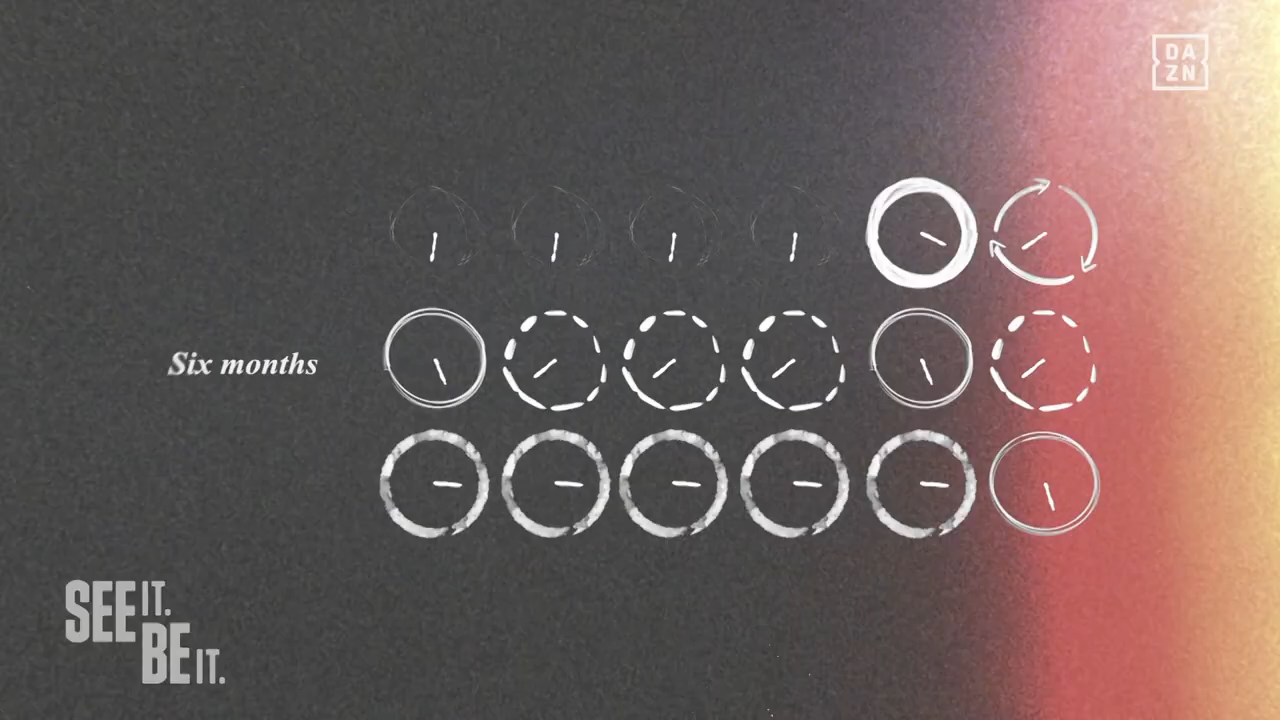 DA
ZN
Six months
SEE IT.
BE IT.